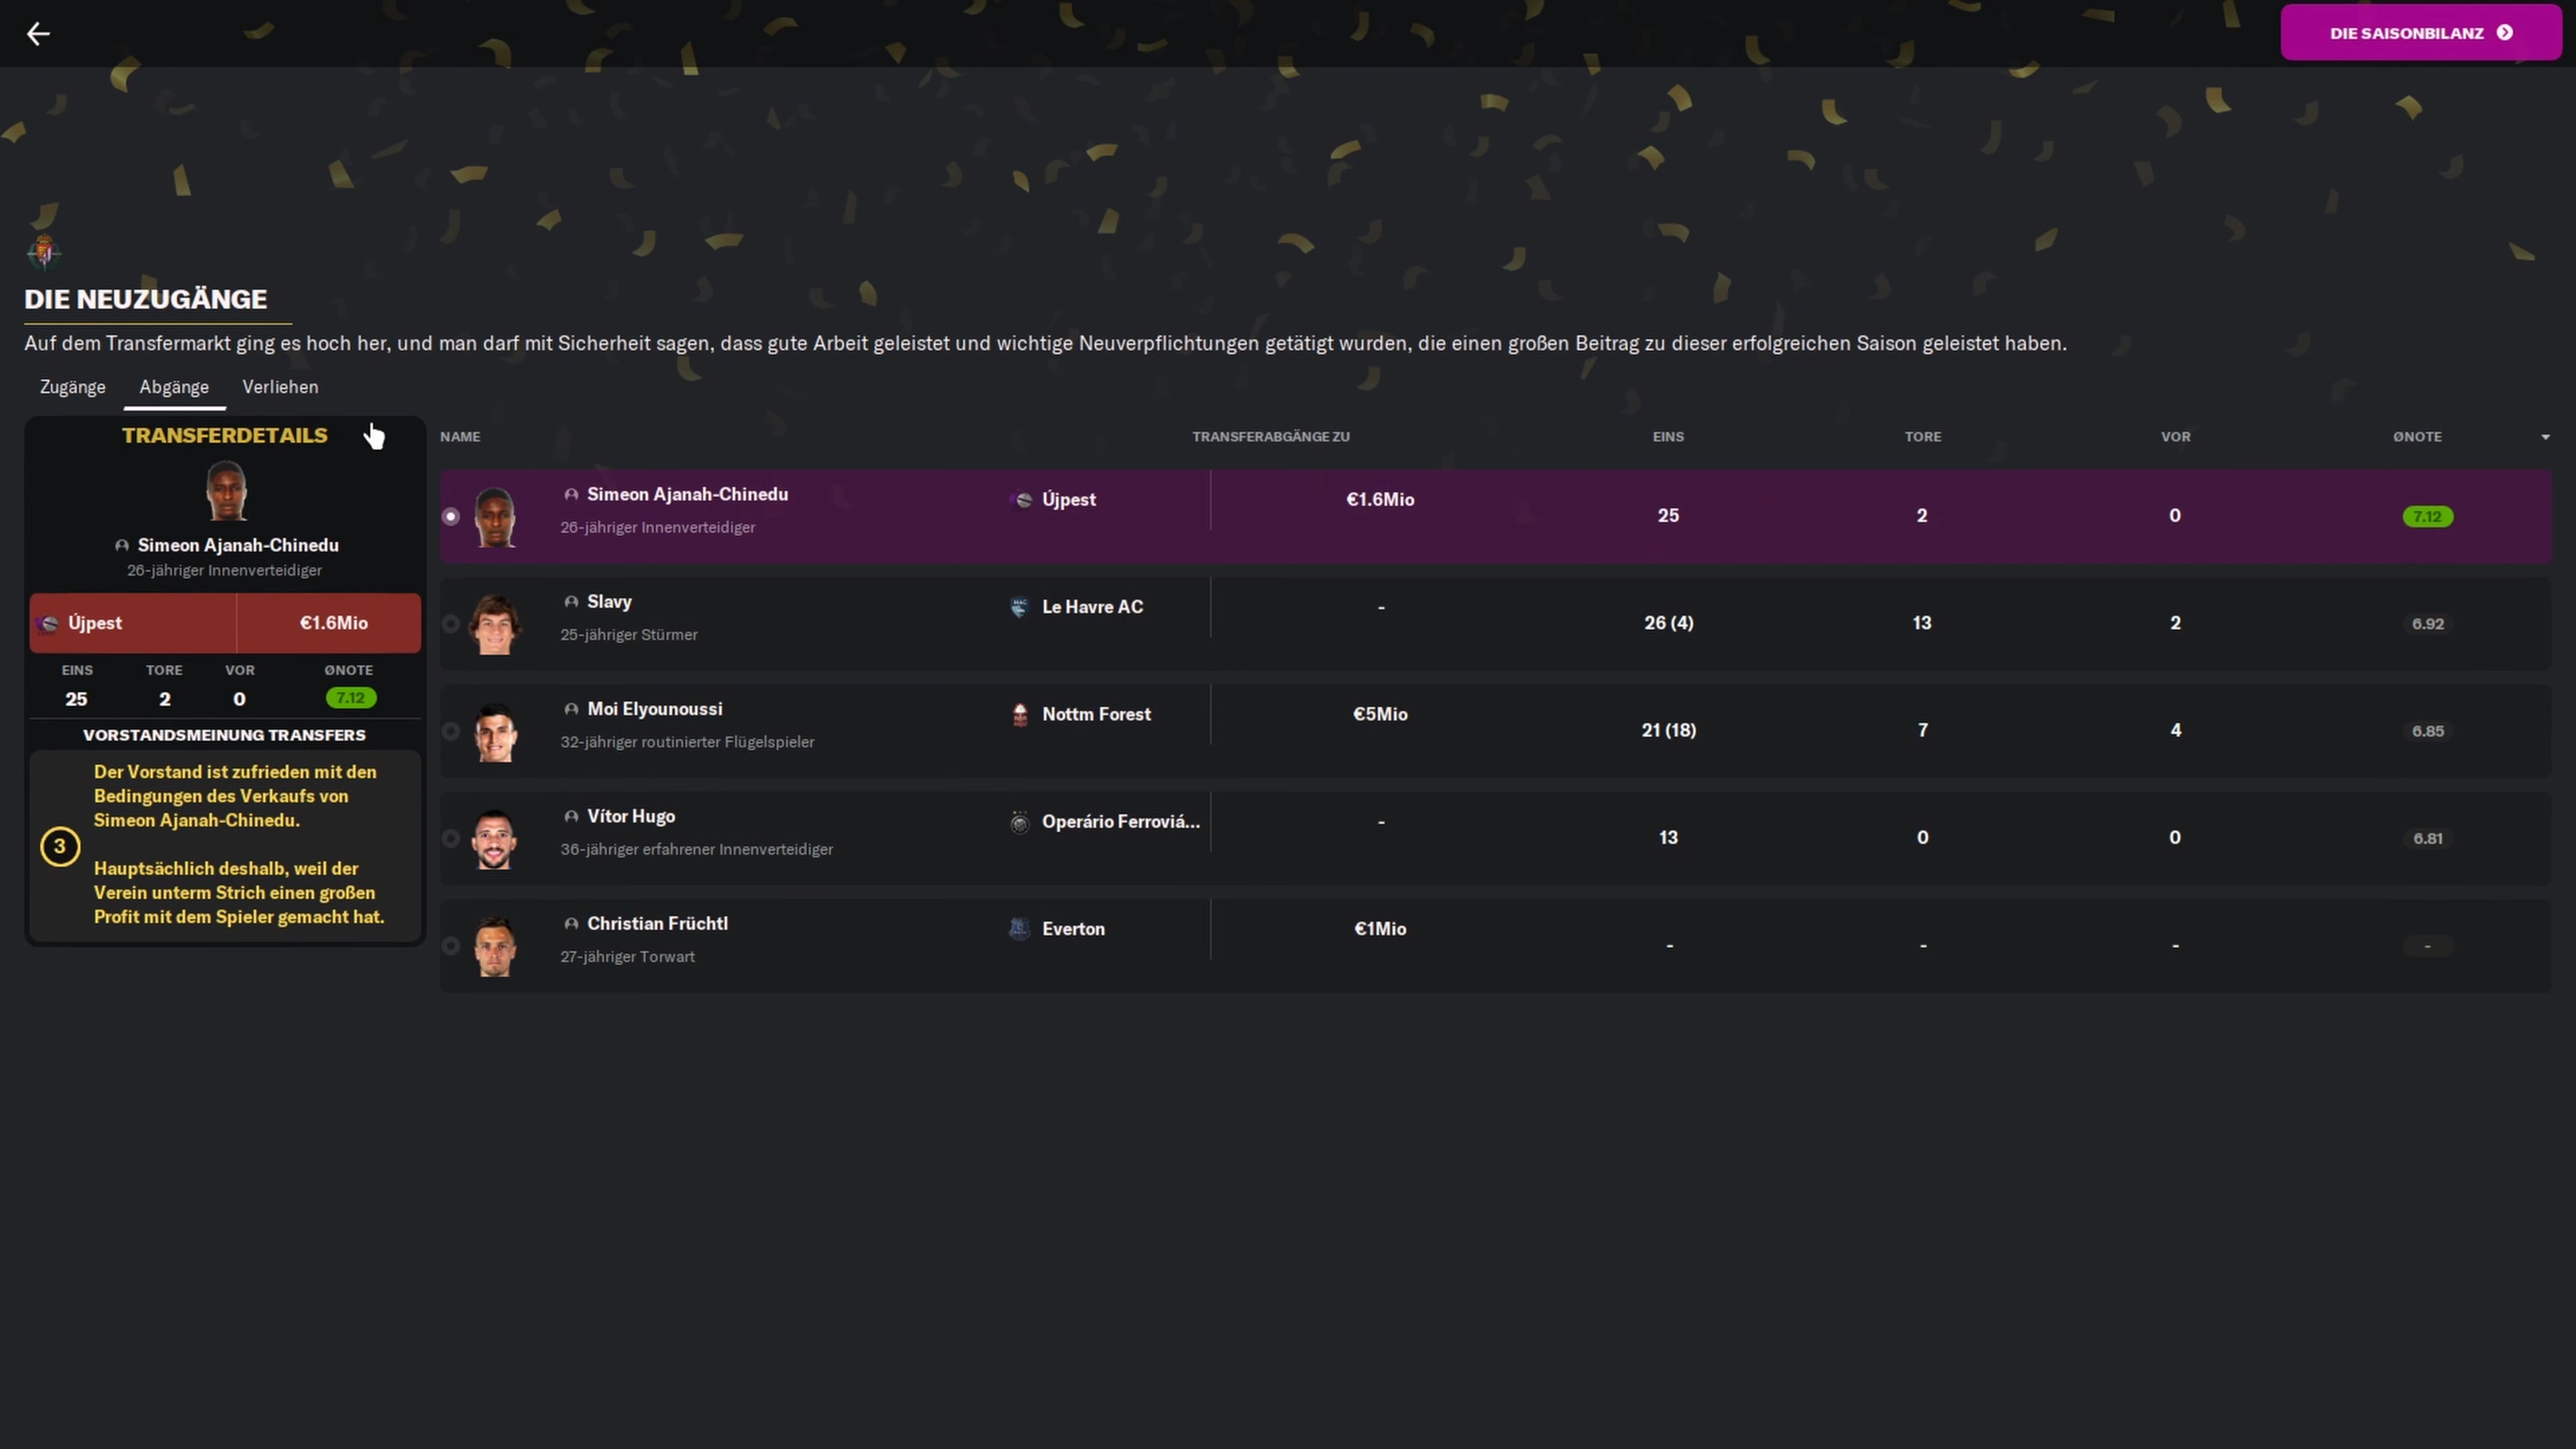 DIE SAISONBILANZ
DIE NEUZUGÄNGE
Auf dem Transfermarkt ging es hoch her, und man darf mit Sicherheit sagen, dass gute Arbeit geleistet und wichtige Neuverpflichtungen getätigt wurden, die einen großen Beitrag zu dieser erfolgreichen Saison geleistet haben.
Zugänge Abgänge Verliehen
TRANSFERDETAILS
Simeon Ajanah-Chinedu
26-jähriger Innenverteidiger
Újpest €1.6Mio
EINS TORE VOR ØNOTE
25 2 0 7.12
VORSTANDSMEINUNG TRANSFERS
3
Der Vorstand ist zufrieden mit den
Bedingungen des Verkaufs von
Simeon Ajanah-Chinedu.
Hauptsächlich deshalb, weil der
Verein unterm Strich einen großen
Profit mit dem Spieler gemacht hat.
NAME TRANSFERABGÄNGE ZU EINS TORE VOR ØNOTE
Simeon Ajanah-Chinedu Újpest €1.6Mio 25 2 0 7.12
26-jähriger Innenverteidiger
Slavy Le Havre AC - 26 (4) 13 2 6.92
25-jähriger Stürmer
Moi Elyounoussi Nottm Forest €5Mio 21 (18) 7 4 6.85
32-jähriger routinierter Flügelspieler
Vítor Hugo Operário Ferroviá... - 13 0 0 6.81
36-jähriger erfahrener Innenverteidiger
Christian Früchtl Everton €1Mio - - - -
27-jähriger Torwart